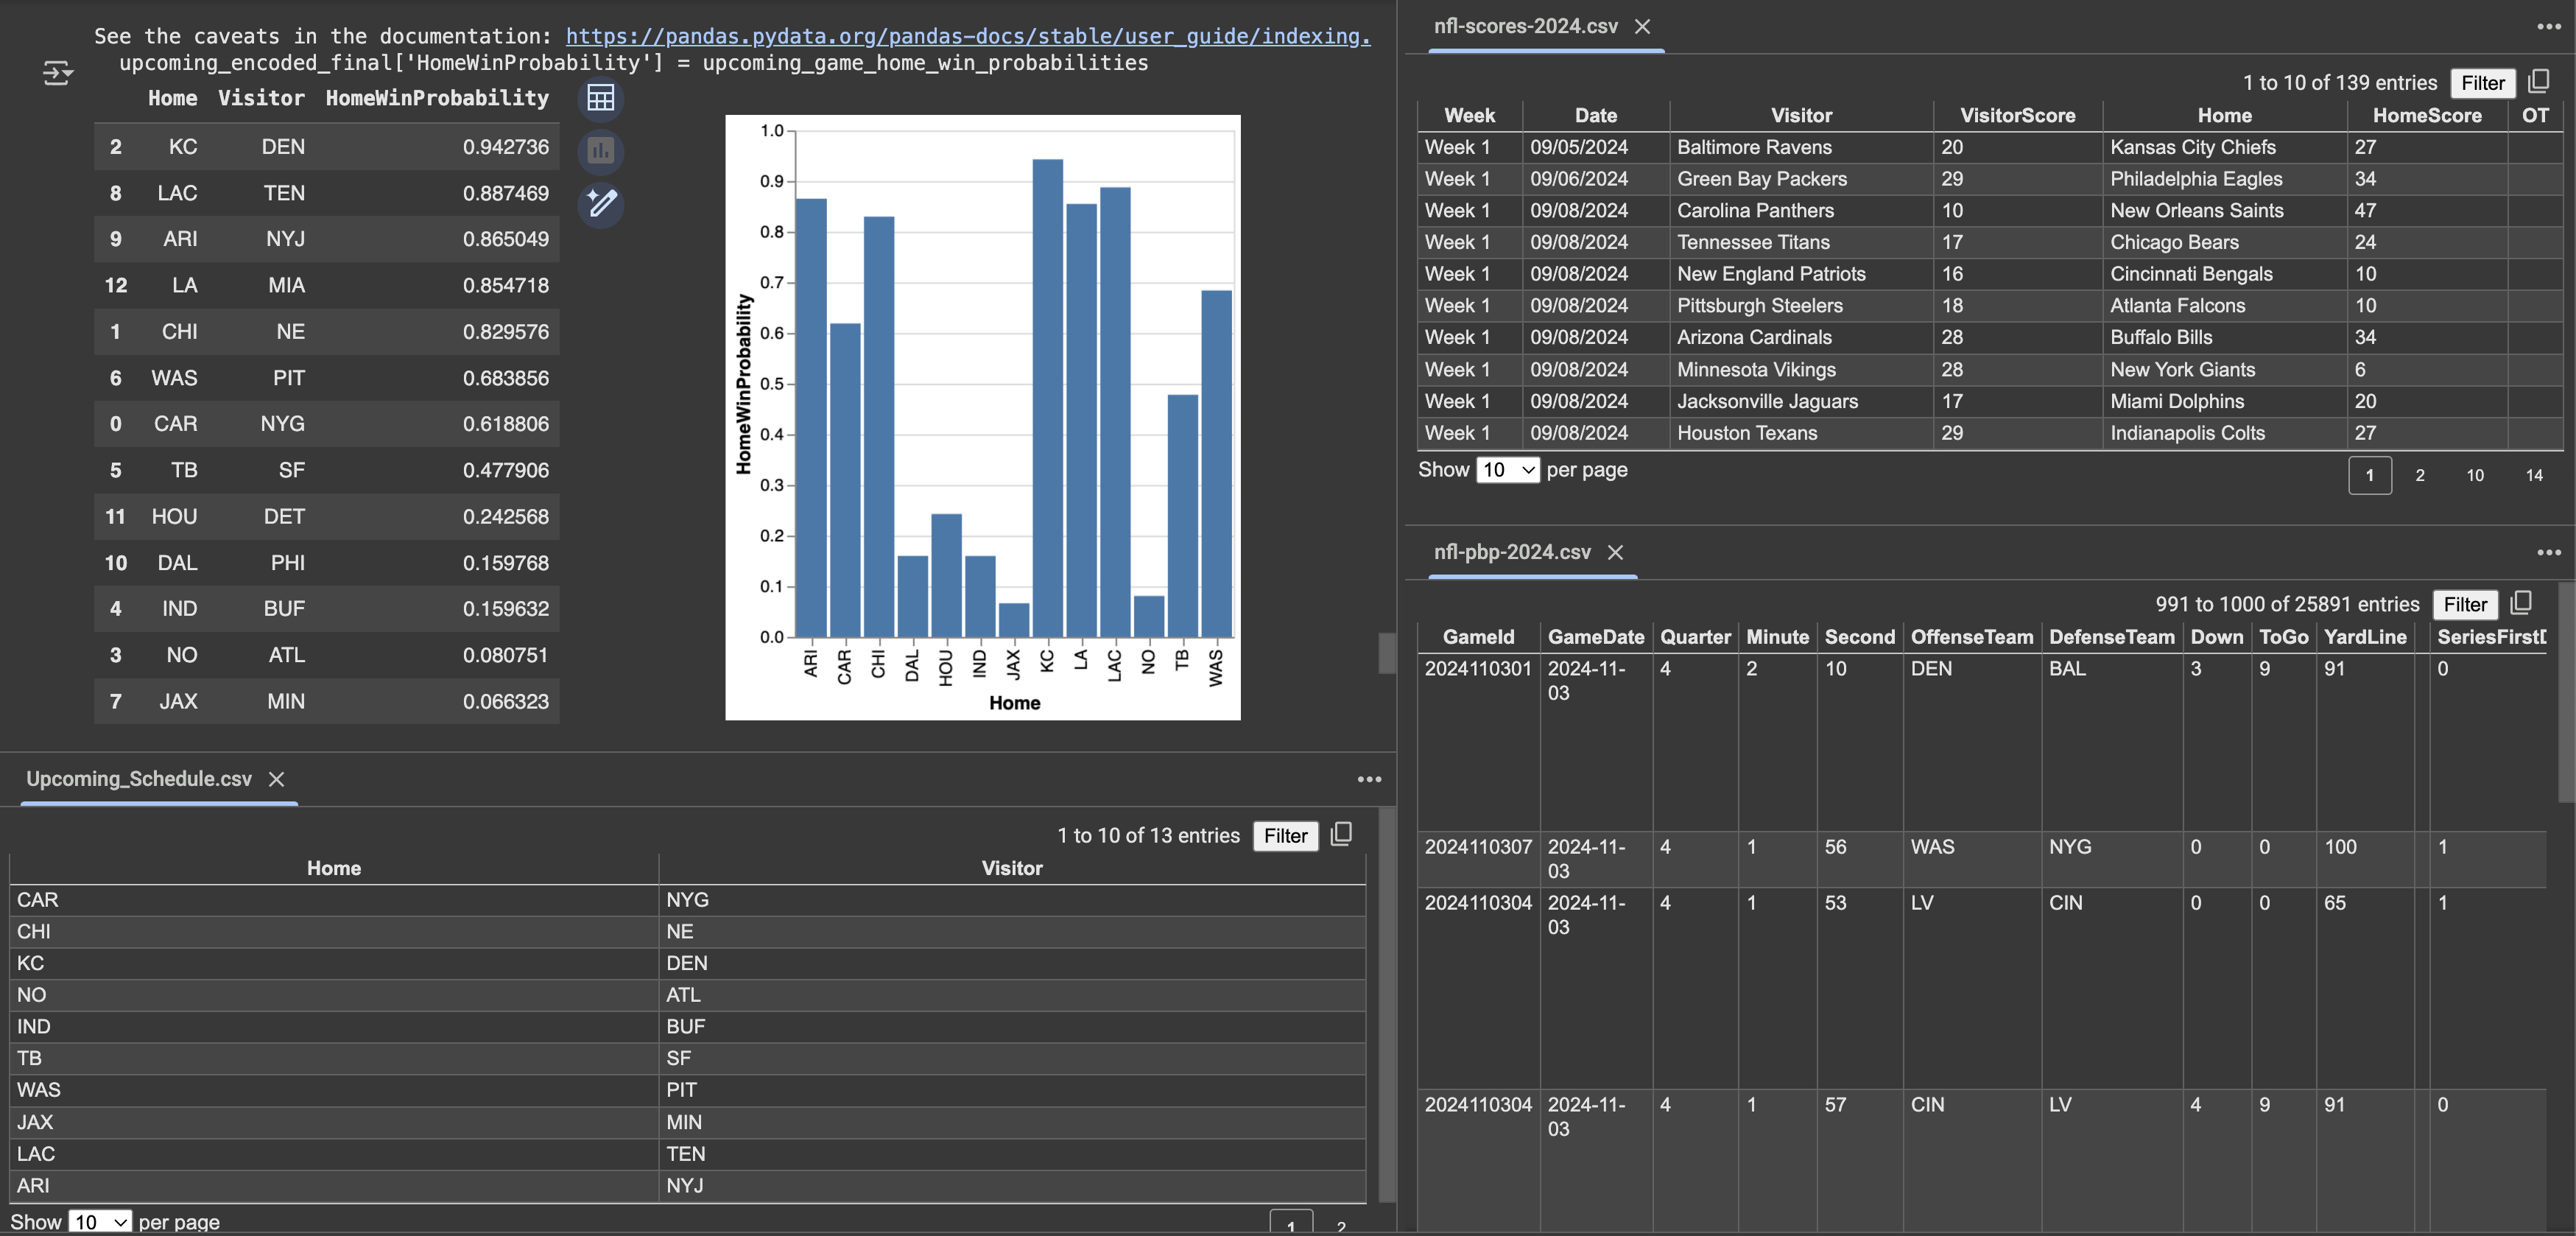 See the caveats in the documentation: https://pandas.pydata.org/pandas-docs/stable/user_guide/indexing.
upcoming_encoded_final['HomeWinProbability'] = upcoming_game_home_win_probabilities
Home Visitor HomeWinProbability
2 KC DEN 0.942736
8 LAC TEN 0.887469
9 ARI NYJ 0.865049
12 LA MIA 0.854718
1 CHI NE 0.829576
6 WAS PIT 0.683856
0 CAR NYG 0.618806
5 TB SF 0.477906
11 HOU DET 0.242568
10 DAL PHI 0.159768
4 IND BUF 0.159632
3 NO ATL 0.080751
7 JAX MIN 0.066323
HomeWinProbability
1.0
0.9
0.8
0.7
0.6
0.5
0.4
0.3
0.2
0.1
0.0
ARI CAR CHI DAL HOU IND JAX KC LA LAC NO TB WAS
Home
Upcoming_Schedule.csv
1 to 10 of 13 entries Filter
Home Visitor
CAR NYG
CHI NE
KC DEN
NO ATL
IND BUF
TB SF
WAS PIT
JAX MIN
LAC TEN
ARI NYJ
Show 10 per page 1 2
nfl-scores-2024.csv
1 to 10 of 139 entries Filter
Week Date Visitor VisitorScore Home HomeScore OT
Week 1 09/05/2024 Baltimore Ravens 20 Kansas City Chiefs 27
Week 1 09/06/2024 Green Bay Packers 29 Philadelphia Eagles 34
Week 1 09/08/2024 Carolina Panthers 10 New Orleans Saints 47
Week 1 09/08/2024 Tennessee Titans 17 Chicago Bears 24
Week 1 09/08/2024 New England Patriots 16 Cincinnati Bengals 10
Week 1 09/08/2024 Pittsburgh Steelers 18 Atlanta Falcons 10
Week 1 09/08/2024 Arizona Cardinals 28 Buffalo Bills 34
Week 1 09/08/2024 Minnesota Vikings 28 New York Giants 6
Week 1 09/08/2024 Jacksonville Jaguars 17 Miami Dolphins 20
Week 1 09/08/2024 Houston Texans 29 Indianapolis Colts 27
Show 10 per page 1 2 10 14
nfl-pbp-2024.csv
991 to 1000 of 25891 entries Filter
GameId GameDate Quarter Minute Second OffenseTeam DefenseTeam Down ToGo YardLine SeriesFirst
2024110301 2024-11-03 4 2 10 DEN BAL 3 9 91 0
2024110307 2024-11-03 4 1 56 WAS NYG 0 0 100 1
2024110304 2024-11-03 4 1 53 LV CIN 0 0 65 1
2024110304 2024-11-03 4 1 57 CIN LV 4 9 91 0